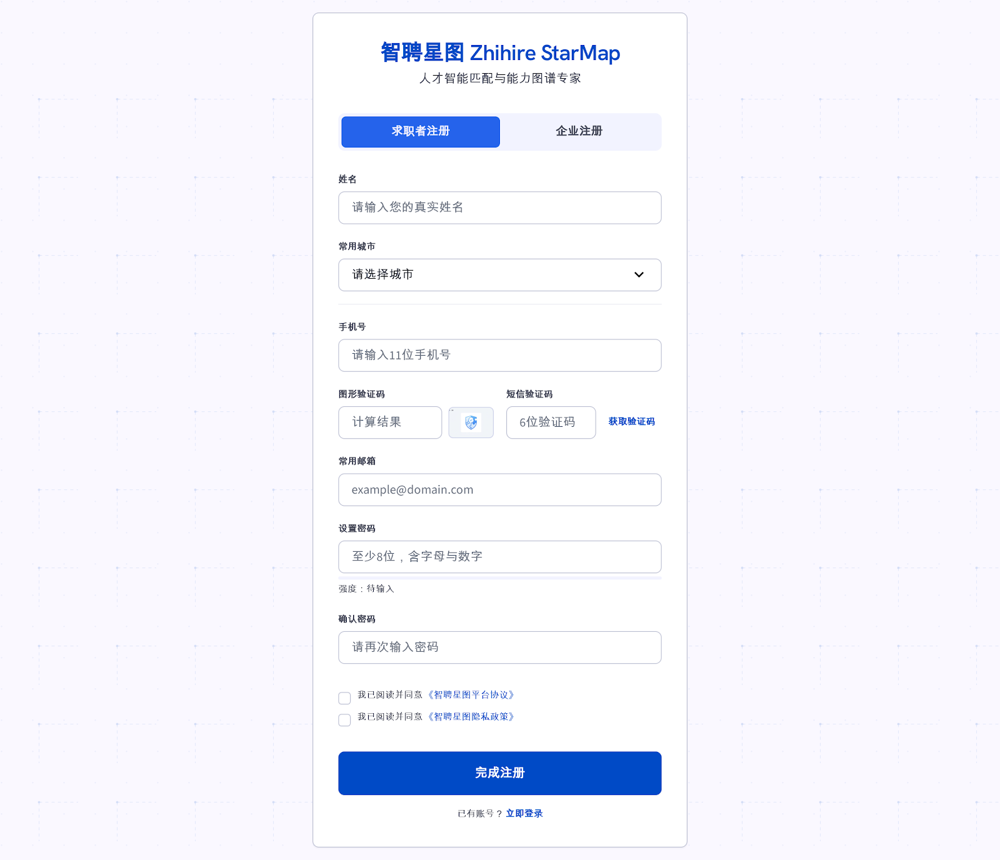 智聘星图 Zhihire StarMap
人才智能匹配与能力图谱专家
求职者注册
企业注册
姓名
请输入您的真实姓名
常用城市
请选择城市
手机号
请输入11位手机号
图形验证码
短信验证码
计算结果
6位验证码
获取验证码
常用邮箱
example@domain.com
设置密码
至少8位，含字母与数字
强度：待输入
确认密码
请再次输入密码
我已阅读并同意《智聘星图平台协议》
我已阅读并同意《智聘星图隐私政策》
完成注册
已有账号？立即登录